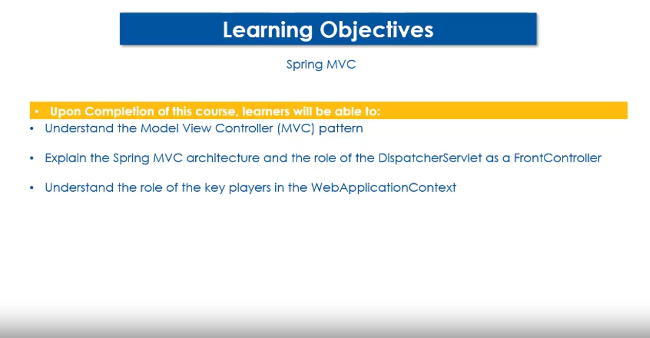 Learning Objectives
Spring MVC
• Upon Completion of this course, learners will be able to:
• Understand the Model View Controller (MVC) pattern
• Explain the Spring MVC architecture and the role of the DispatcherServlet as a FrontController
• Understand the role of the key players in the WebApplicationContext